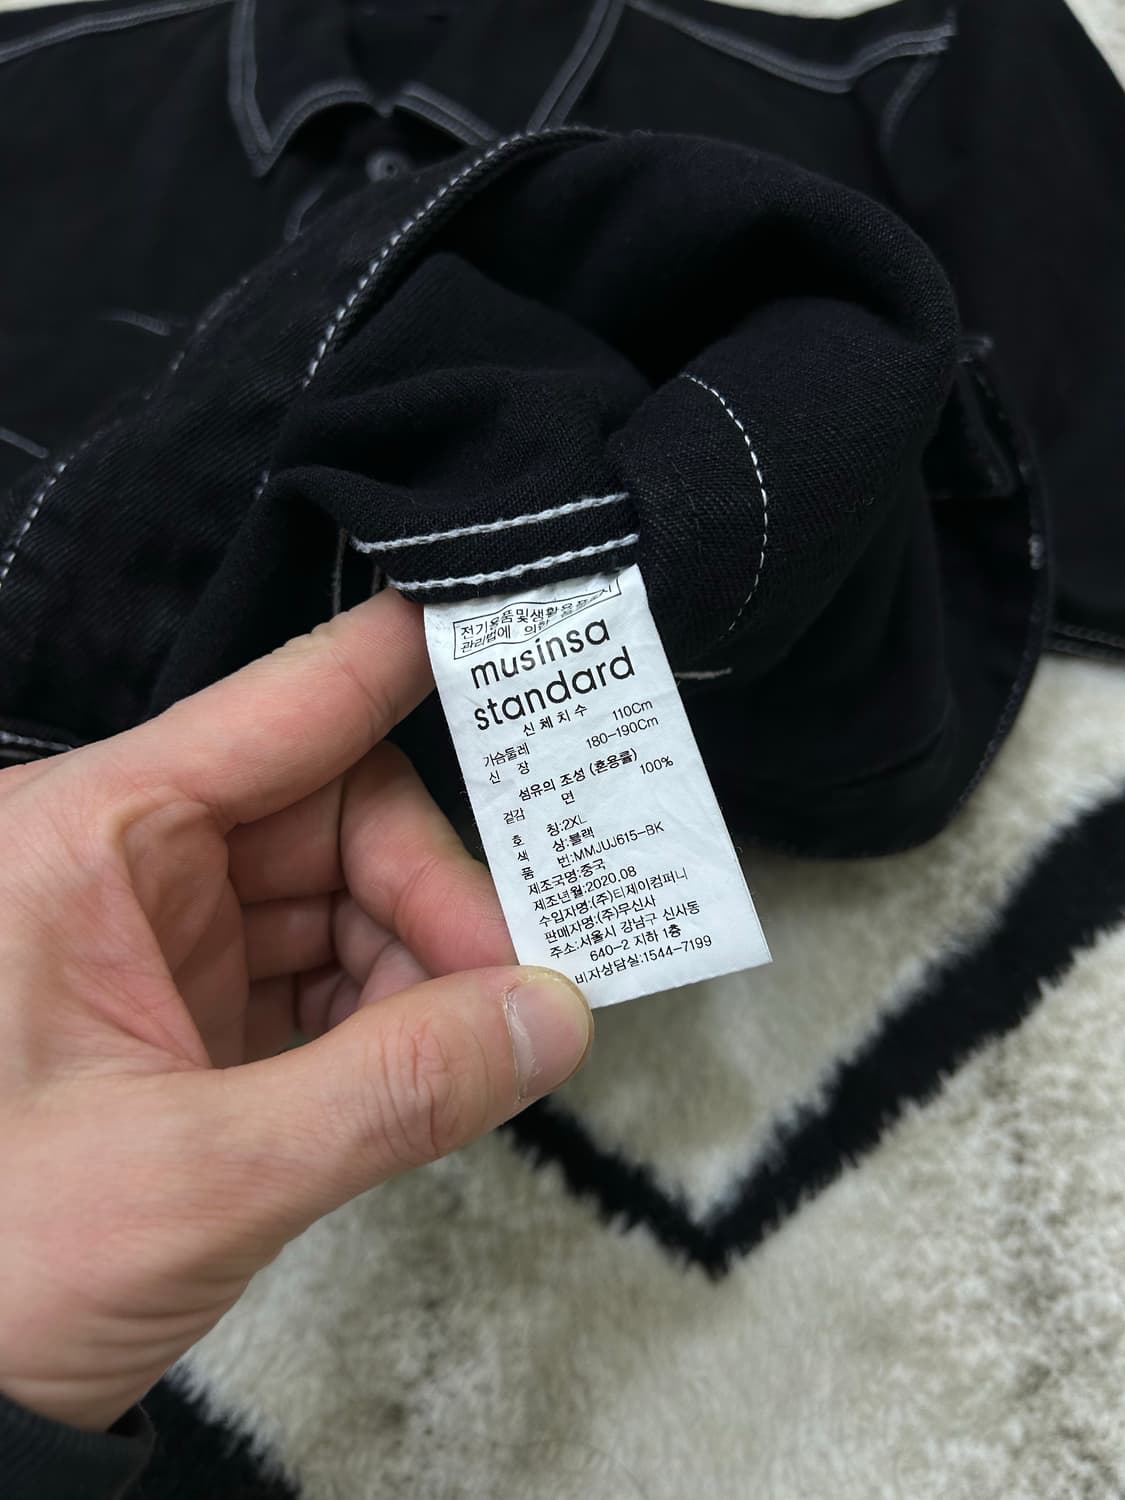 전기용품및생활용품표시
관리법에 의한
musinsa
standard
신체치수
가슴둘레 110Cm
신 장 180-190Cm
섬유의 조성 (혼용률)
겉감 면 100%
호 칭:2XL
색 상:블랙
품 번:MMJUJ615-BK
제조국명:중국
제조년월:2020.08
수입자명:(주)티제이컴퍼니
판매자명:(주)무신사
주소:서울시 강남구 신사동
640-2 지하 1층
비자상담실:1544-7199